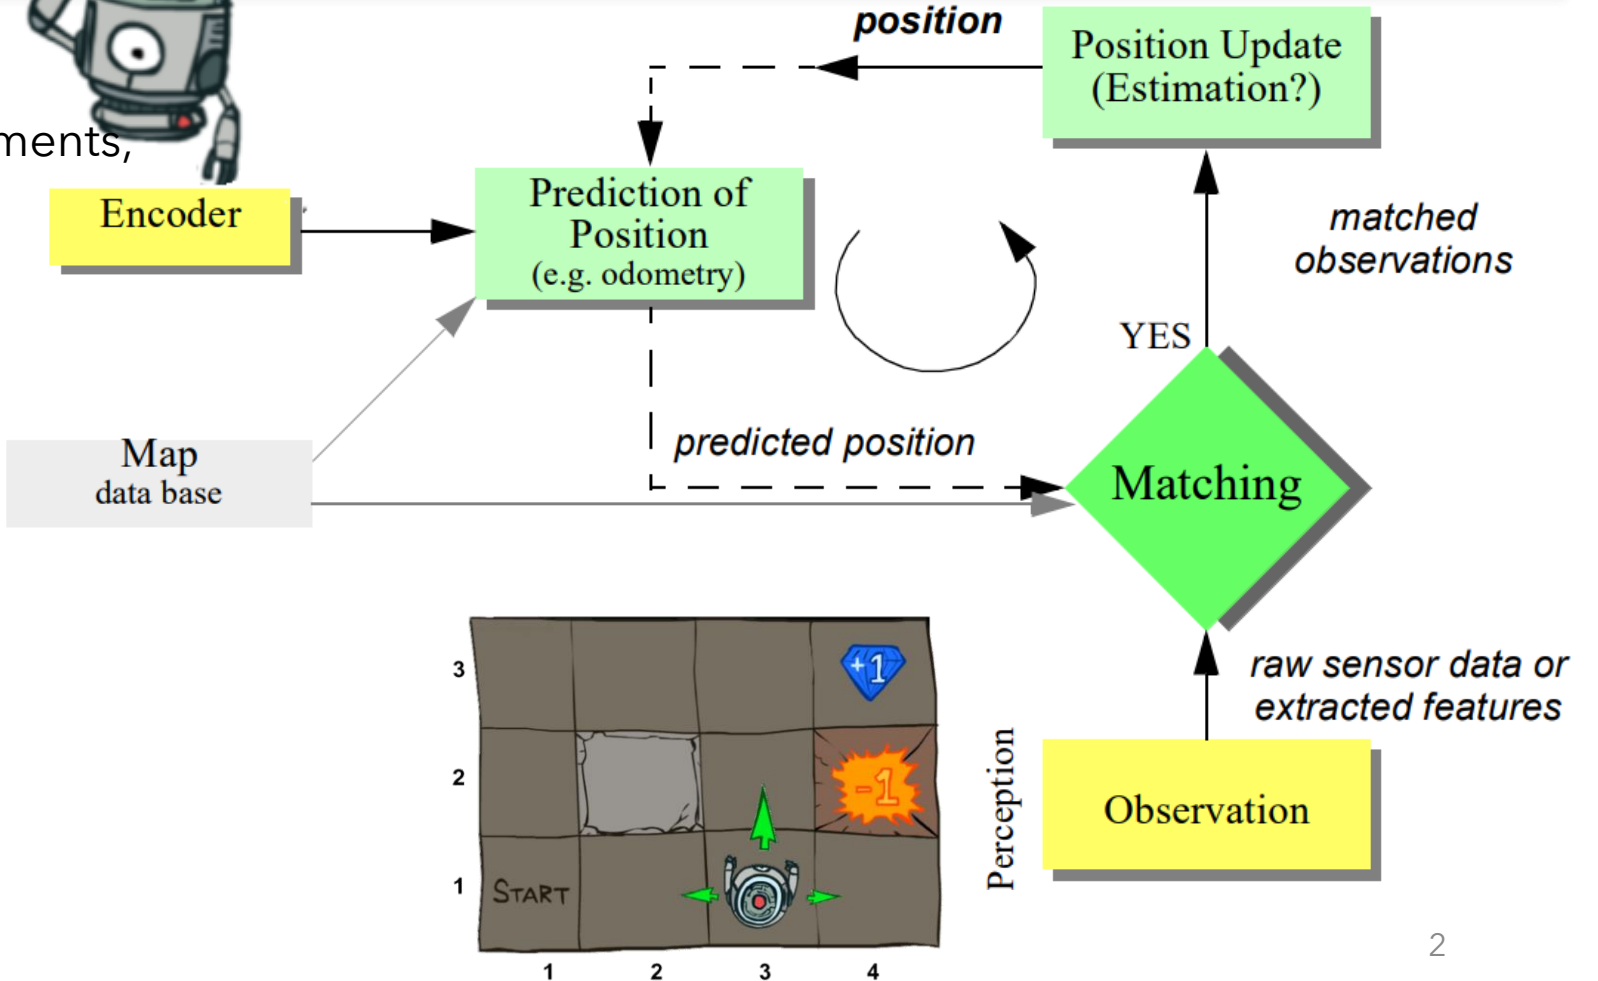 position
Position Update
(Estimation?)
ments,
Encoder
Prediction of
Position
(e.g. odometry)
matched
observations
YES
Map
data base
predicted position
Matching
raw sensor data or
extracted features
Perception
Observation
3
+1
2
-1
1
START
1
2
3
4
2